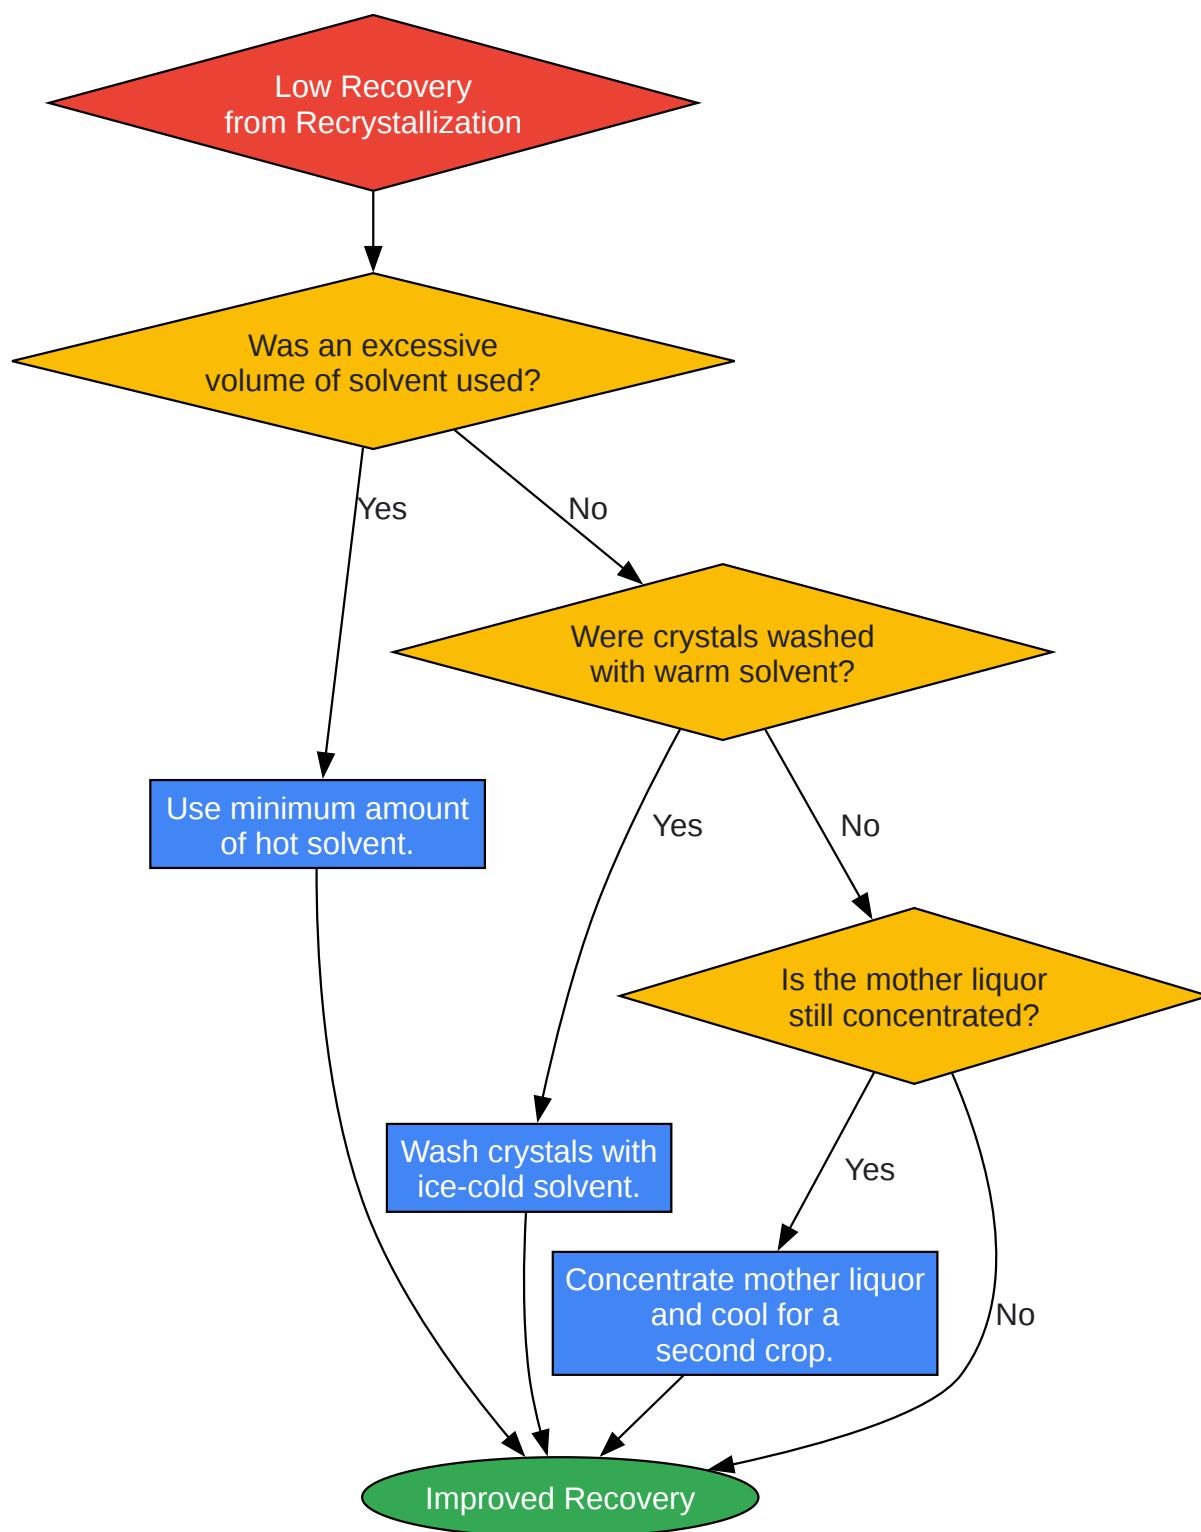 Low Recovery
from Recrystallization
Was an excessive
volume of solvent used?
Yes
No
Were crystals washed
with warm solvent?
Use minimum amount
of hot solvent.
Yes
No
Is the mother liquor
still concentrated?
Wash crystals with
ice-cold solvent.
Yes
Concentrate mother liquor
and cool for a
second crop.
No
Improved Recovery